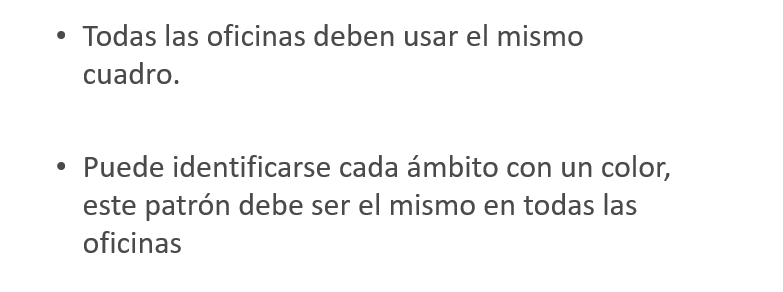 • Todas las oficinas deben usar el mismo
cuadro.
• Puede identificarse cada ámbito con un color,
este patrón debe ser el mismo en todas las
oficinas